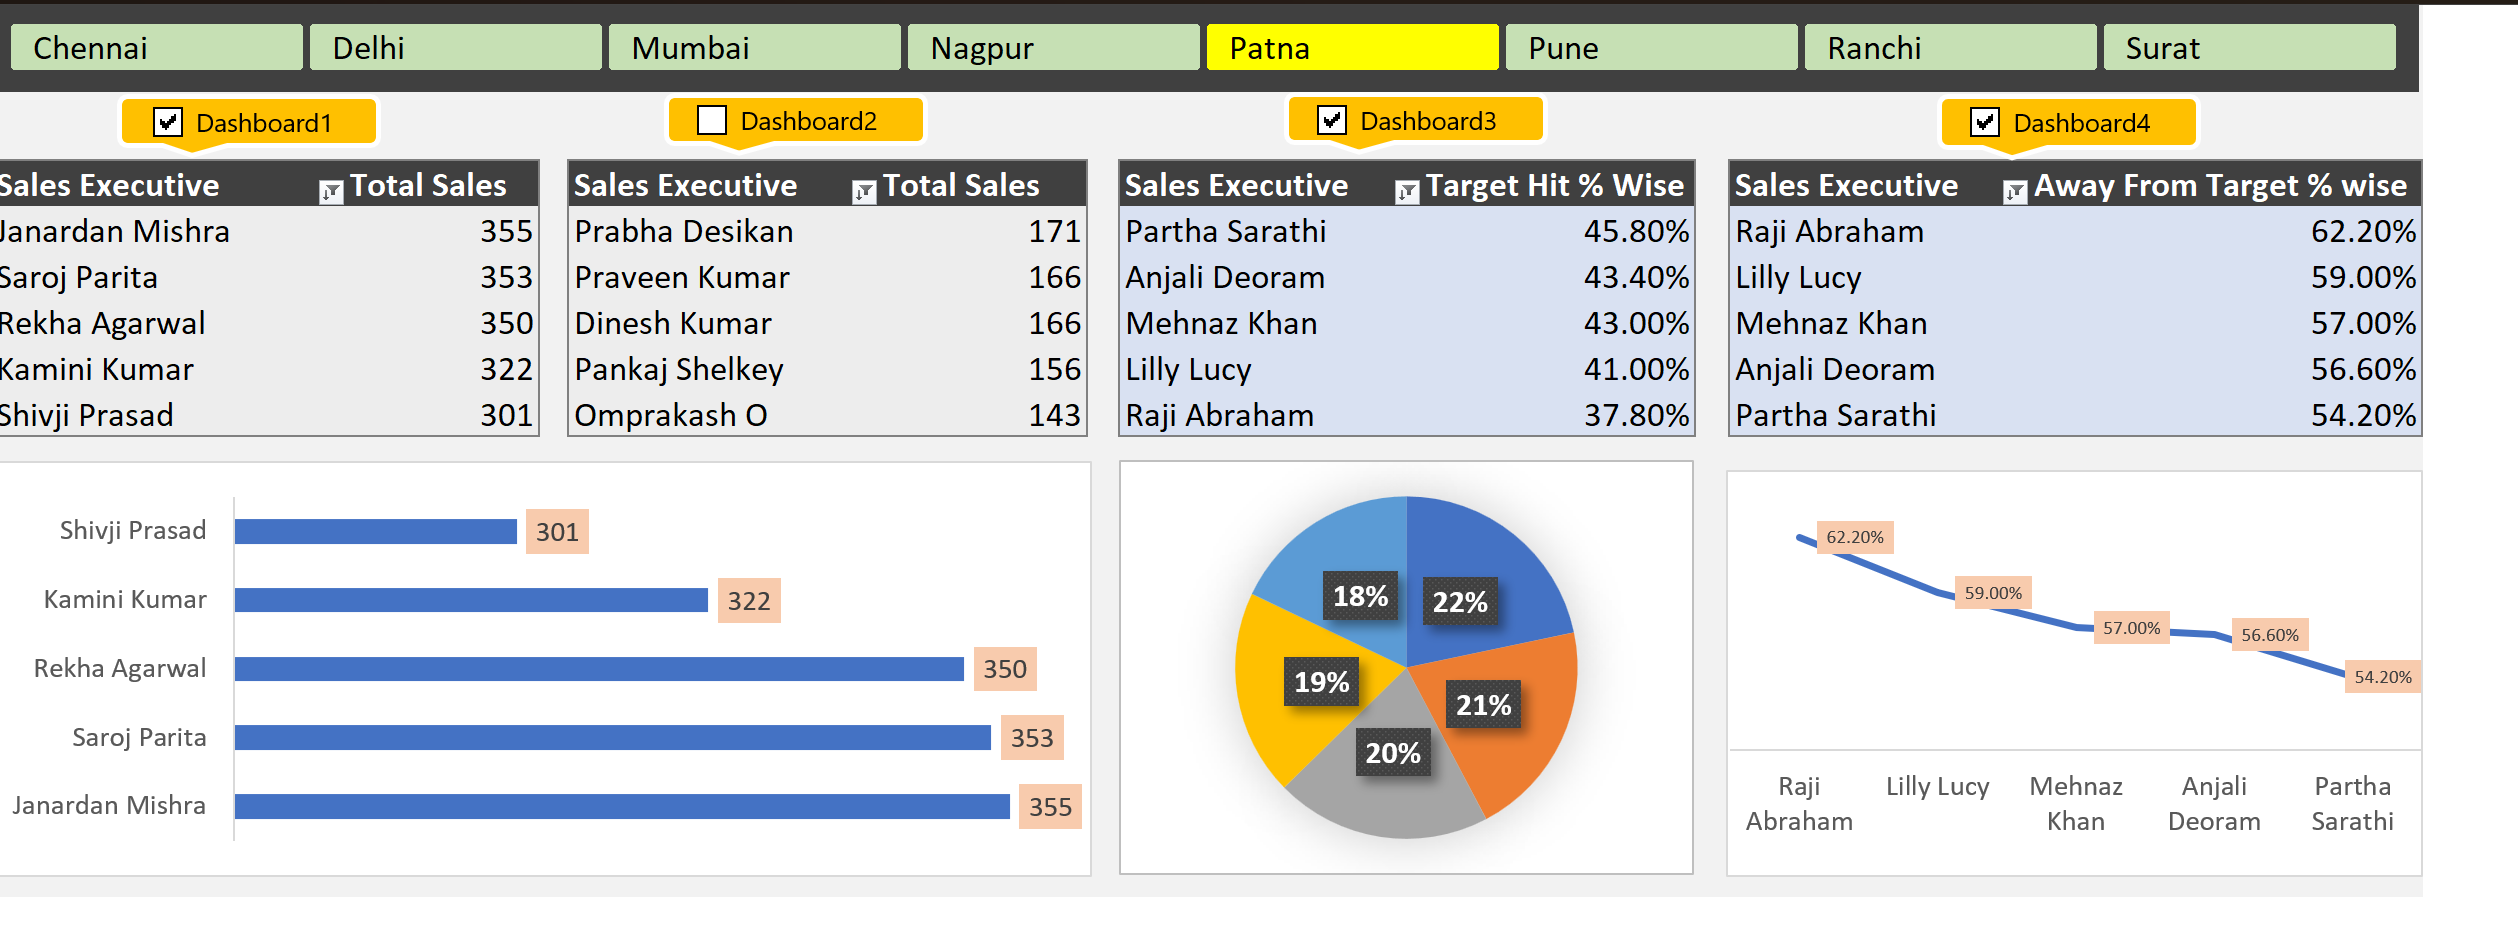 Chennai Delhi Mumbai Nagpur Patna Pune Ranchi Surat
Dashboard1 Dashboard2 Dashboard3 Dashboard4
Sales Executive Total Sales
Janardan Mishra 355
Saroj Parita 353
Rekha Agarwal 350
Kamini Kumar 322
Shivji Prasad 301
Sales Executive Total Sales
Prabha Desikan 171
Praveen Kumar 166
Dinesh Kumar 166
Pankaj Shelkey 156
Omprakash O 143
Sales Executive Target Hit % Wise
Partha Sarathi 45.80%
Anjali Deoram 43.40%
Mehnaz Khan 43.00%
Lilly Lucy 41.00%
Raji Abraham 37.80%
Sales Executive Away From Target % wise
Raji Abraham 62.20%
Lilly Lucy 59.00%
Mehnaz Khan 57.00%
Anjali Deoram 56.60%
Partha Sarathi 54.20%
Shivji Prasad 301
Kamini Kumar 322
Rekha Agarwal 350
Saroj Parita 353
Janardan Mishra 355
18% 22%
19% 21%
20%
62.20%
59.00%
57.00%
56.60%
54.20%
Raji Lilly Lucy Mehnaz Anjali Partha
Abraham Khan Deoram Sarathi